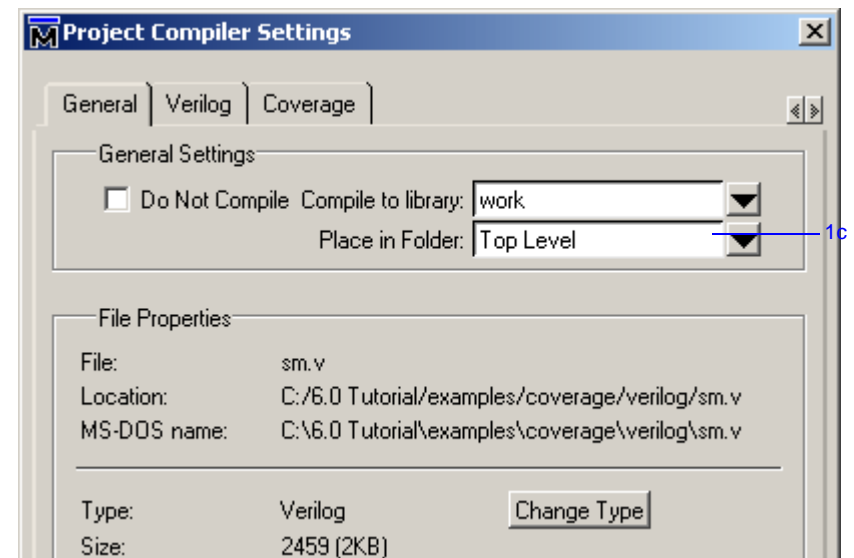 Project Compiler Settings
General Verilog Coverage
General Settings
Do Not Compile Compile to library: work
Place in Folder: Top Level 1c
File Properties
File: sm.v
Location: C:/6.0 Tutorial/examples/coverage/verilog/sm.v
MS-DOS name: C:\6.0 Tutorial\examples\coverage\verilog\sm.v
Type: Verilog Change Type
Size: 2459 (2KB)